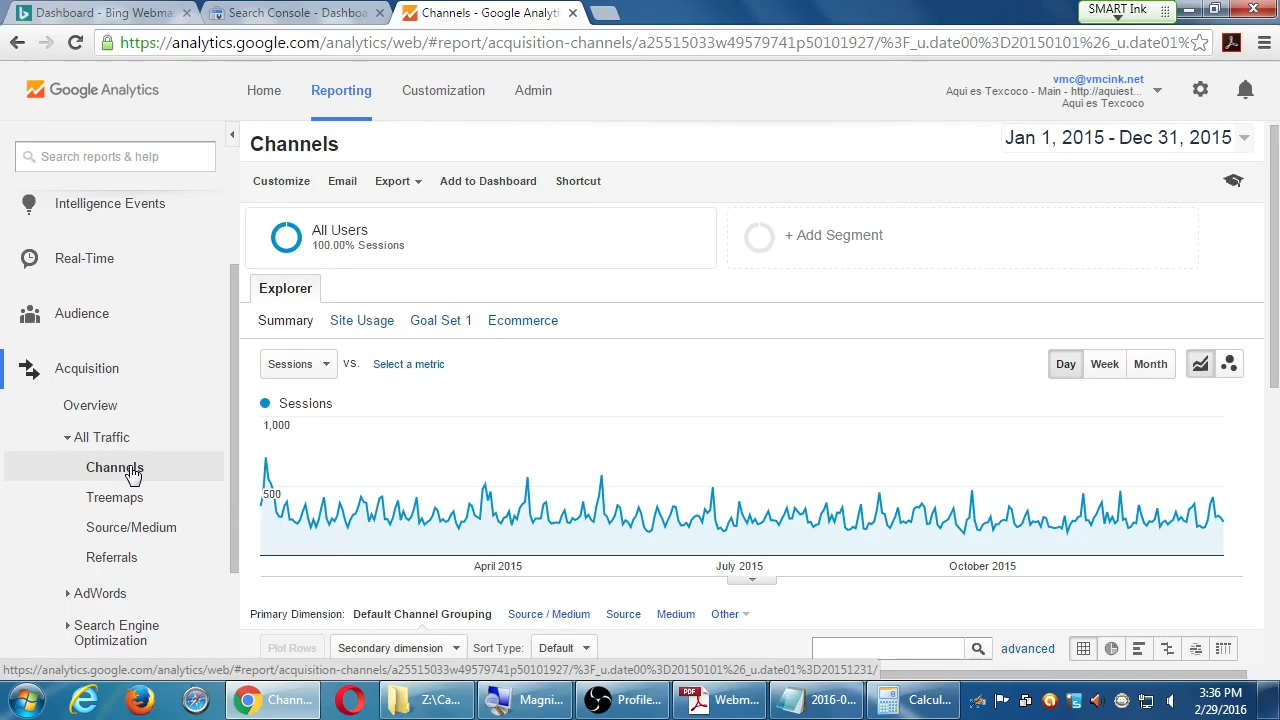 Dashboard - Bing Webma
Search Console - Dashboa
Channels - Google Analyti
SMART Ink
https://analytics.google.com/analytics/web/#report/acquisition-channels/a25515033w49579741p50101927/%3F_u.date00%3D20150101%26_u.date01%
Google Analytics
Home
Reporting
Customization
Admin
vmc@vmcink.net
Aqui es Texcoco - Main - http://aquiest...
Aqui es Texcoco
Search reports & help
Intelligence Events
Real-Time
Audience
Acquisition
Overview
All Traffic
Channels
Treemaps
Source/Medium
Referrals
AdWords
Search Engine
Optimization
Channels
Jan 1, 2015 - Dec 31, 2015
Customize Email Export Add to Dashboard Shortcut
All Users
100.00% Sessions
+ Add Segment
Explorer
Summary Site Usage Goal Set 1 Ecommerce
Sessions VS. Select a metric
Day Week Month
Sessions
1,000
500
April 2015 July 2015 October 2015
Primary Dimension: Default Channel Grouping Source / Medium Source Medium Other
Plot Rows Secondary dimension Sort Type: Default advanced
https://analytics.google.com/analytics/web/#report/acquisition-channels/a25515033w49579741p50101927/%3F_u.date00%3D20150101%26_u.date01%3D20151231/
Chann... Z:\Ca... Magni... Profile... PDF Webm... 2016-0... Calcul...
3:36 PM
2/29/2016